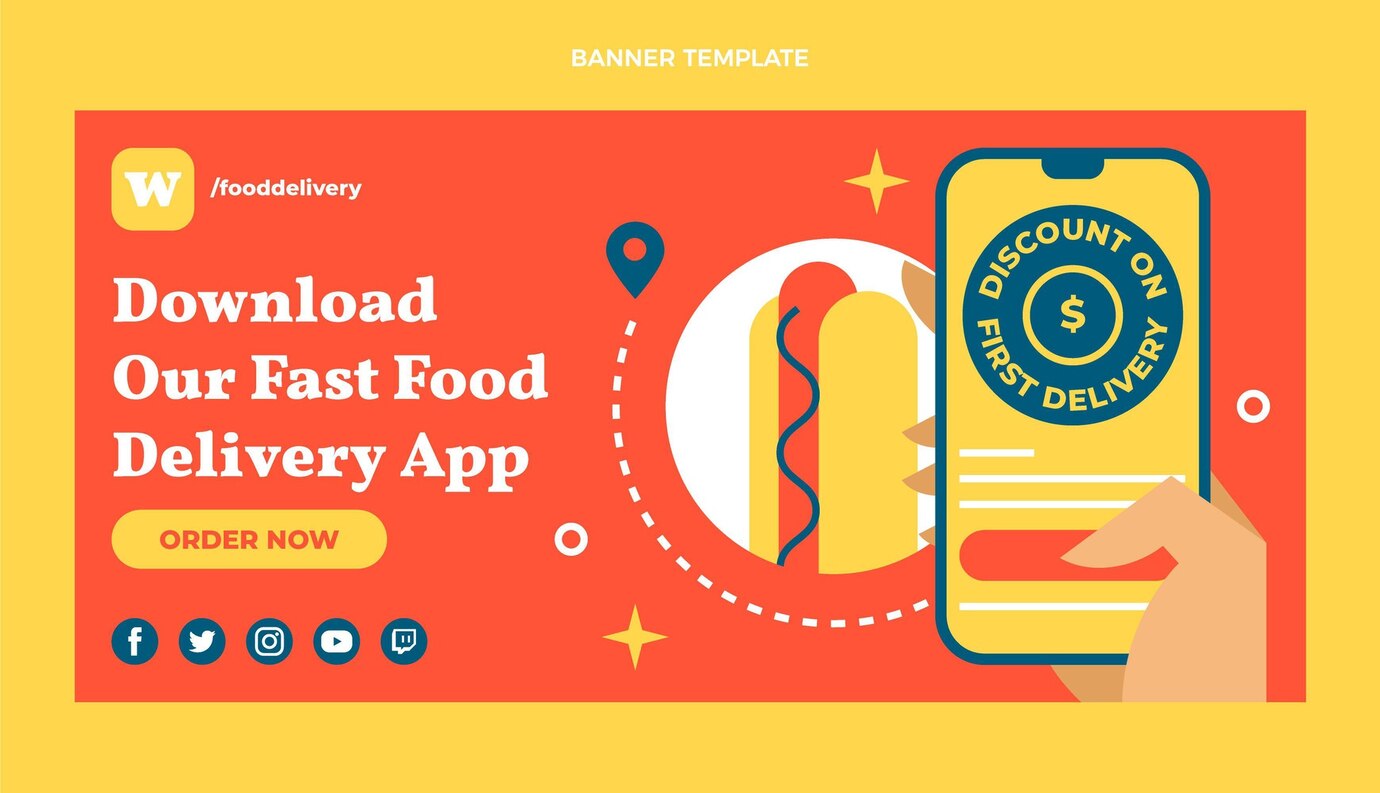 BANNER TEMPLATE
W
/fooddelivery
Download
Our Fast Food
Delivery App
ORDER NOW
DISCOUNT ON
$
FIRST DELIVERY